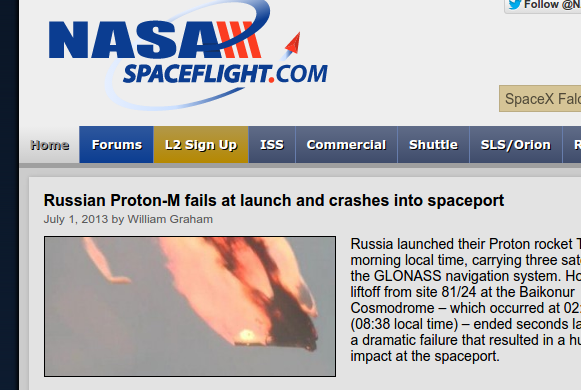 Follow @N
NASA
SPACEFLIGHT.COM
SpaceX Falc
Home Forums L2 Sign Up ISS Commercial Shuttle SLS/Orion R
Russian Proton-M fails at launch and crashes into spaceport
July 1, 2013 by William Graham
Russia launched their Proton rocket T
morning local time, carrying three sate
the GLONASS navigation system. Ho
liftoff from site 81/24 at the Baikonur
Cosmodrome – which occurred at 02:
(08:38 local time) – ended seconds la
a dramatic failure that resulted in a hu
impact at the spaceport.